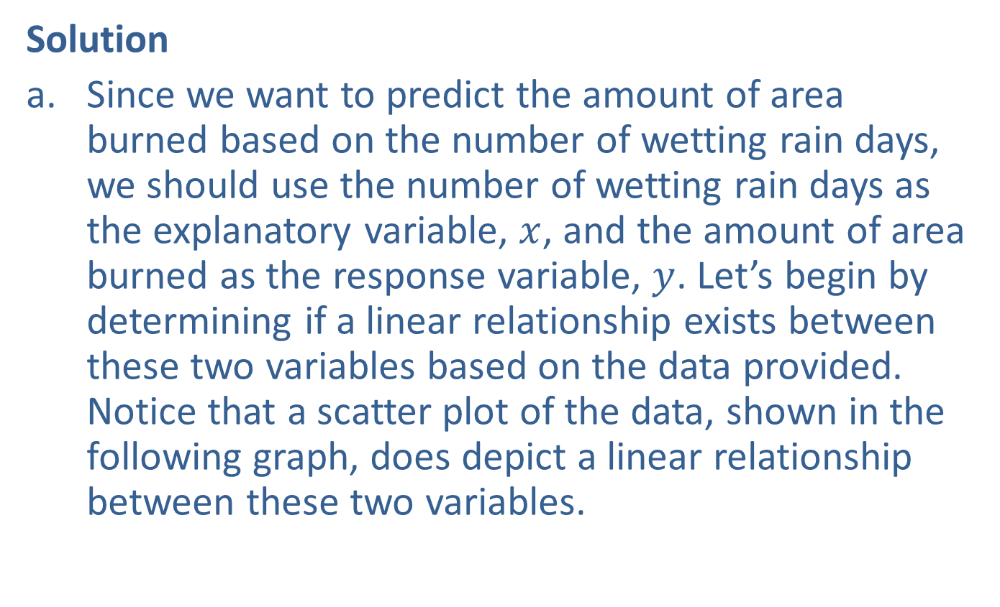 Solution
a. Since we want to predict the amount of area
burned based on the number of wetting rain days,
we should use the number of wetting rain days as
the explanatory variable, x, and the amount of area
burned as the response variable, y. Let’s begin by
determining if a linear relationship exists between
these two variables based on the data provided.
Notice that a scatter plot of the data, shown in the
following graph, does depict a linear relationship
between these two variables.